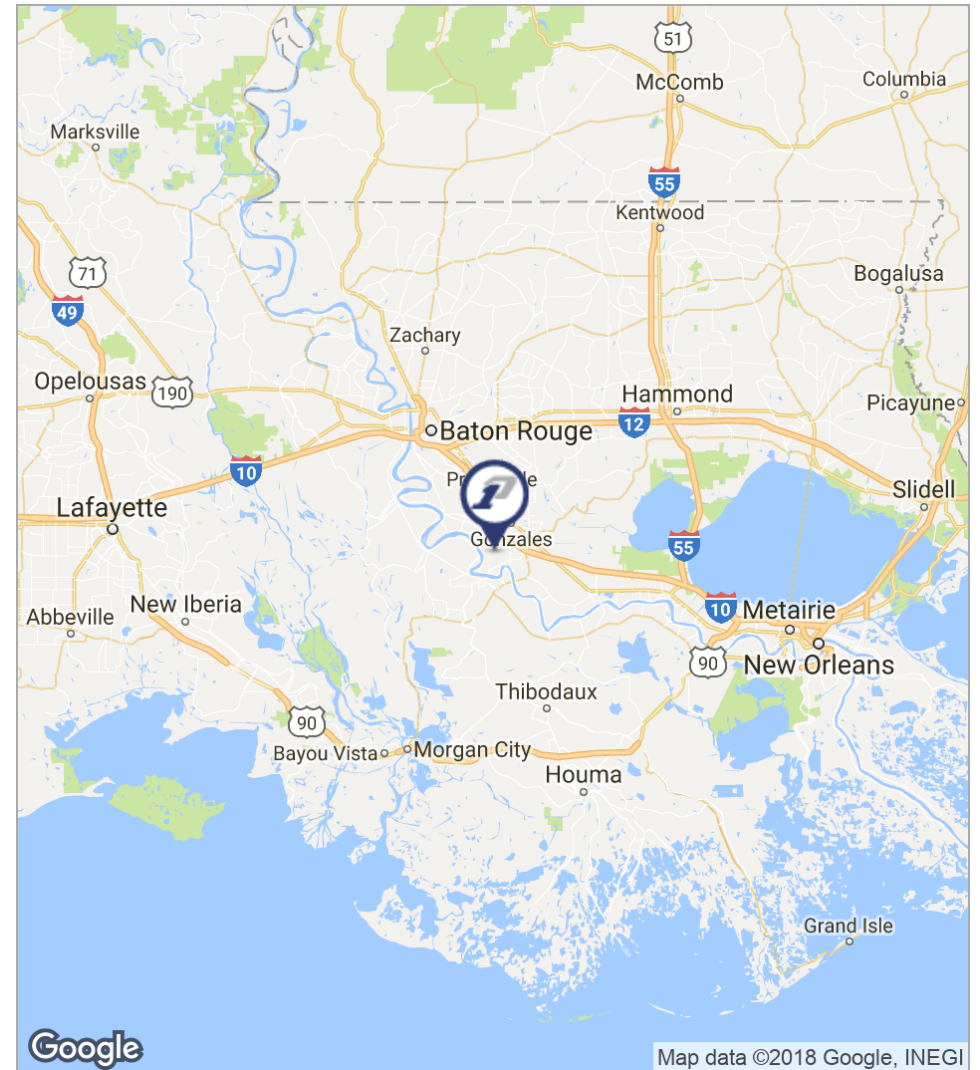 51
McComb
Columbia
Marksville
55
Kentwood
71
Bogalusa
49
Zachary
Opelousas
190
Hammond
Picayune
12
Baton Rouge
10
Slidell
Lafayette
Gonzales
55
New Iberia
10
Metairie
Abbeville
90
New Orleans
Thibodaux
90
Bayou Vista
Morgan City
Houma
Grand Isle
Google
Map data ©2018 Google, INEGI